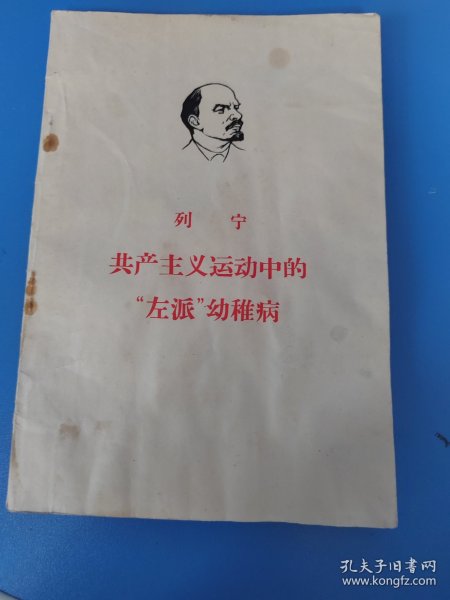 列 宁
共产主义运动中的
“左派”幼稚病
孔夫子旧书网
www.kongfz.com